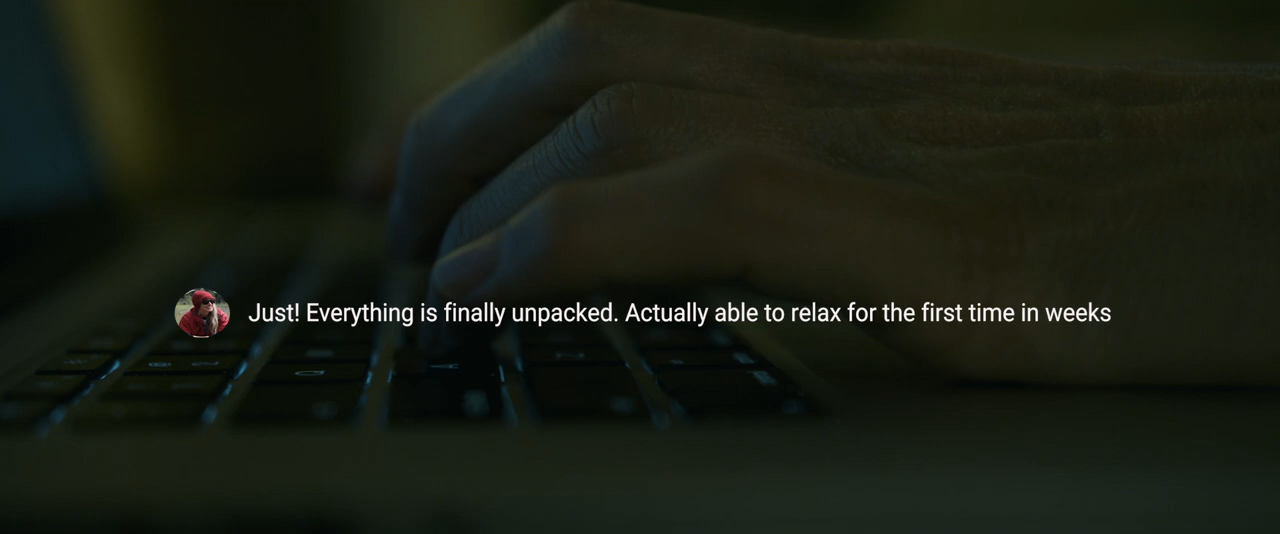 Just! Everything is finally unpacked. Actually able to relax for the first time in weeks